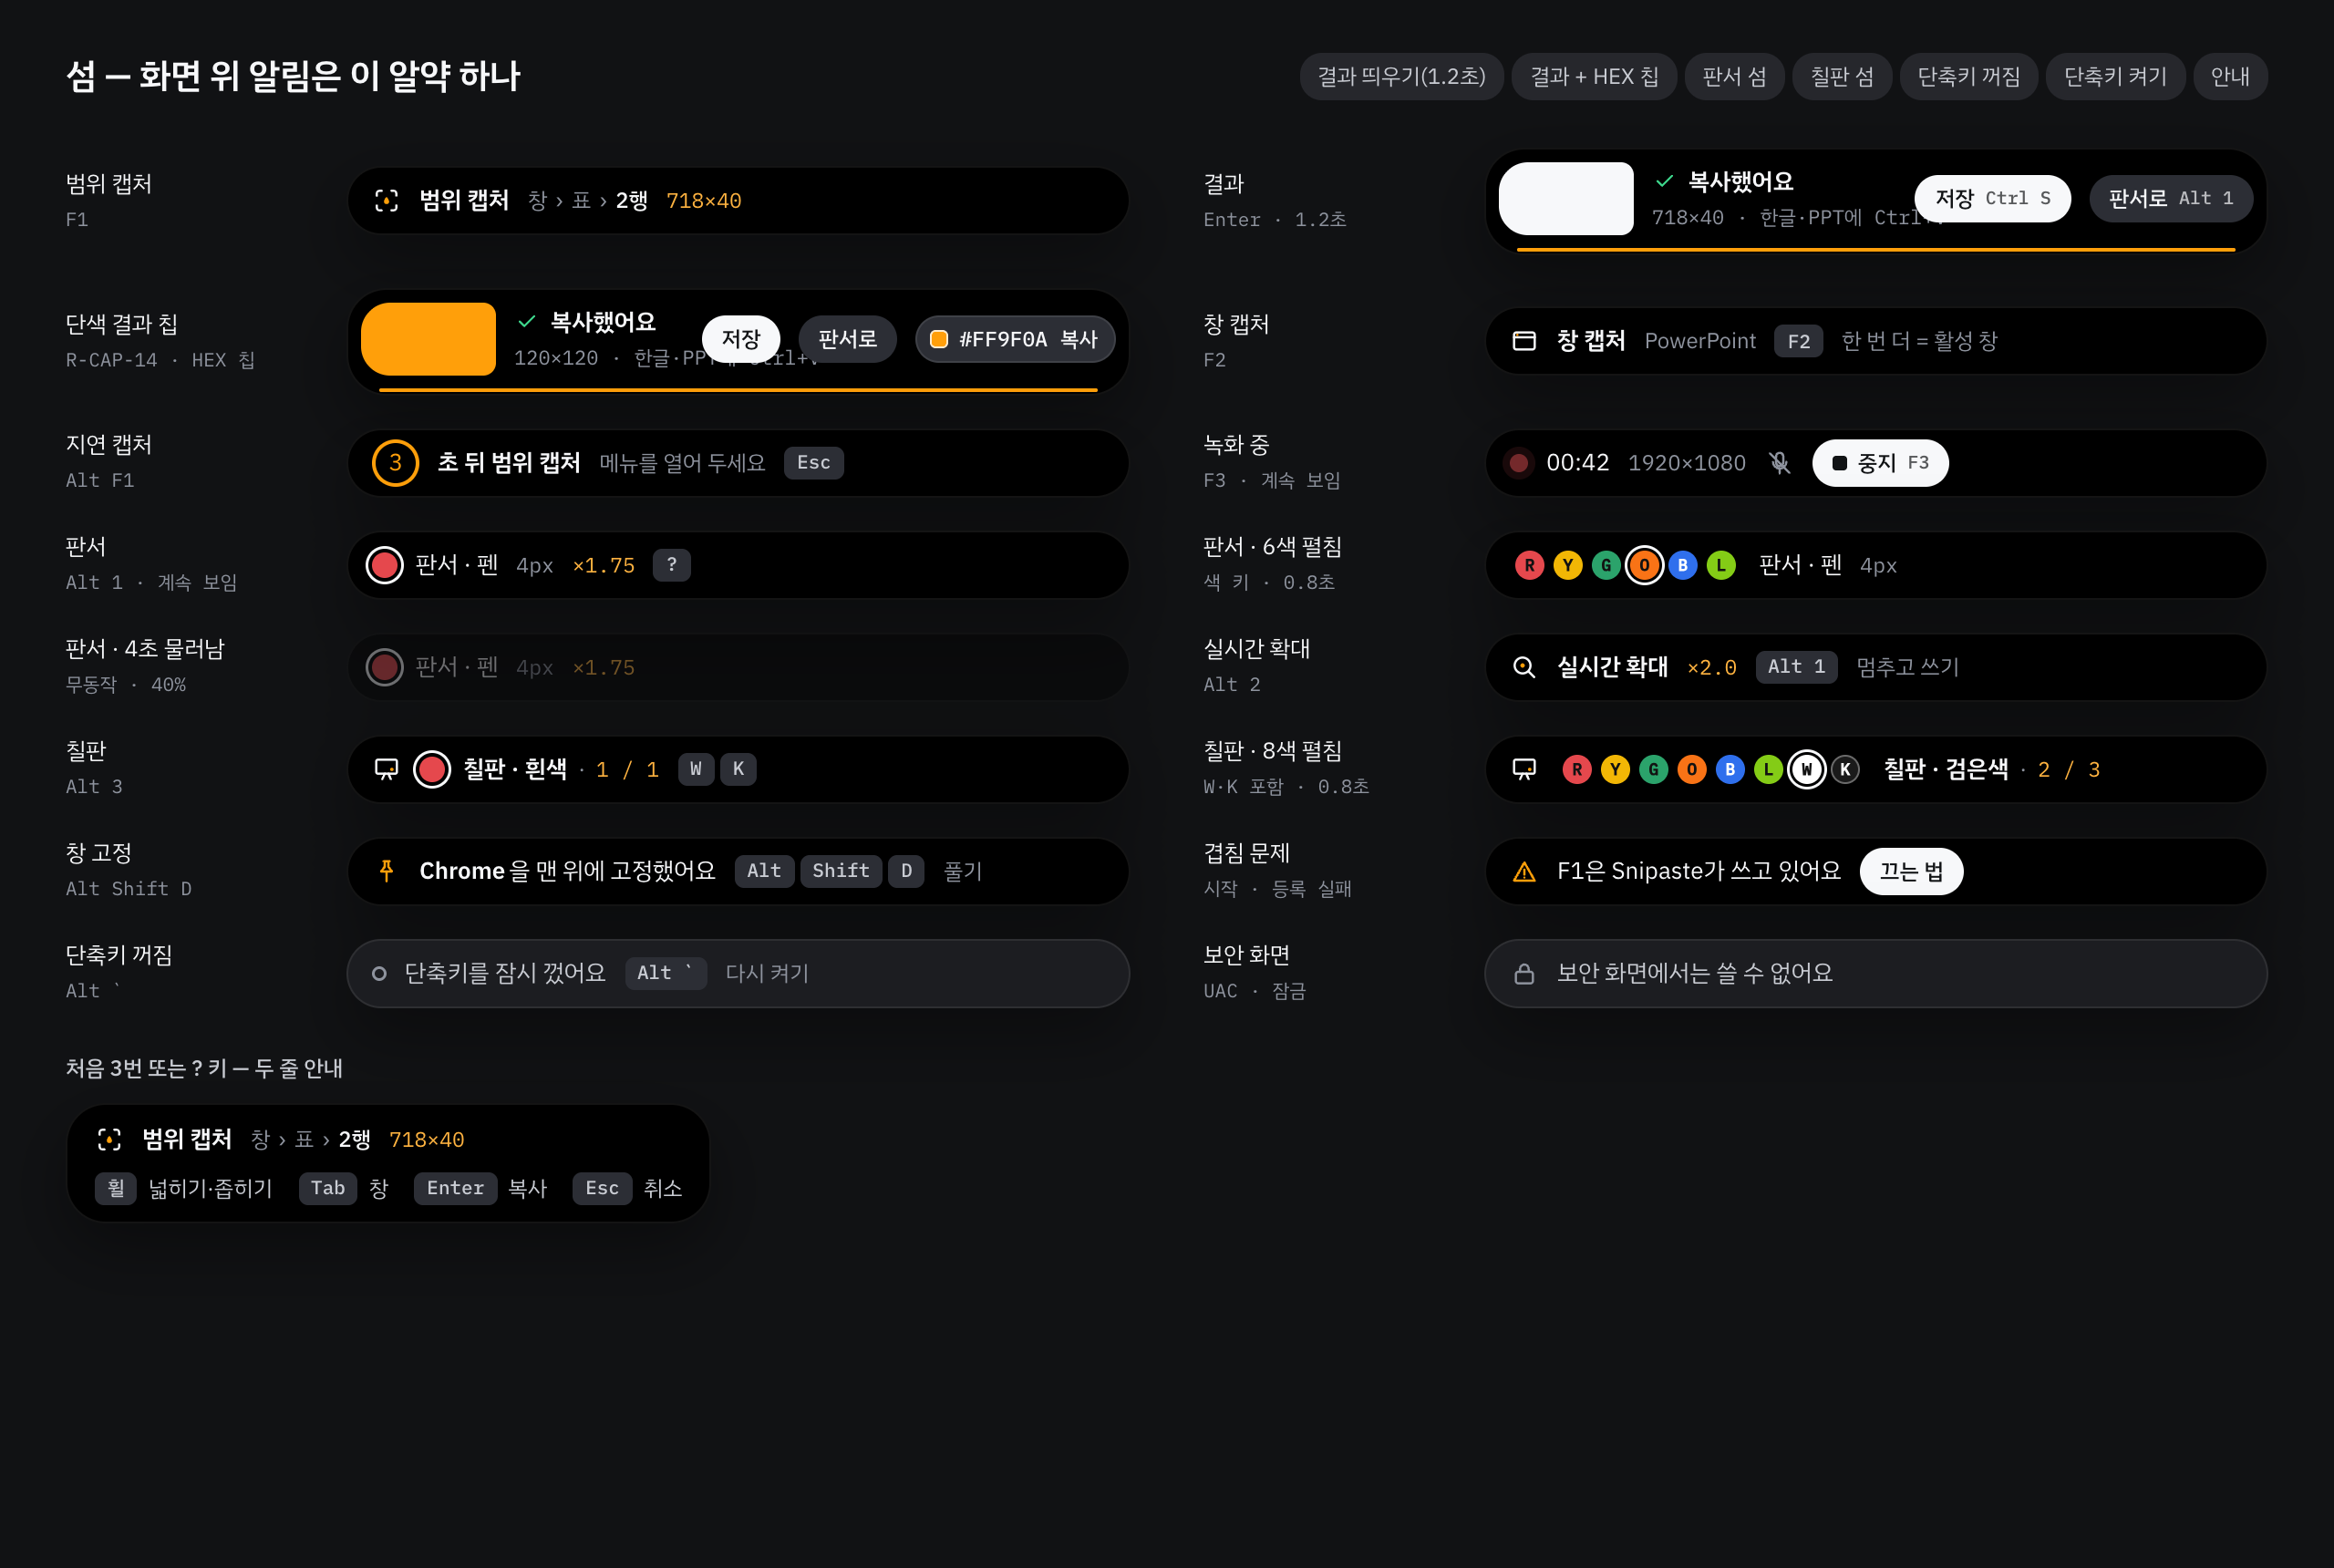 섬 — 화면 위 알림은 이 알약 하나
결과 띄우기(1.2초) 결과 + HEX 칩 판서 섬 칠판 섬 단축키 꺼짐 단축키 켜기 안내
범위 캡처
F1
범위 캡처 창 › 표 › 2행 718×40
결과
Enter · 1.2초
복사했어요
718×40 · 한글·PPT에 Ctrl+
저장 Ctrl S 판서로 Alt 1
단색 결과 칩
R-CAP-14 · HEX 칩
복사했어요
120×120 · 한글·PPT에 Ctrl+V
저장 판서로 #FF9F0A 복사
창 캡처
F2
창 캡처 PowerPoint F2 한 번 더 = 활성 창
지연 캡처
Alt F1
3 초 뒤 범위 캡처 메뉴를 열어 두세요 Esc
녹화 중
F3 · 계속 보임
00:42 1920×1080 중지 F3
판서
Alt 1 · 계속 보임
판서 · 펜 4px ×1.75 ?
판서 · 6색 펼침
색 키 · 0.8초
R Y G O B L 판서 · 펜 4px
판서 · 4초 물러남
무동작 · 40%
판서 · 펜 4px ×1.75
실시간 확대
Alt 2
실시간 확대 ×2.0 Alt 1 멈추고 쓰기
칠판
Alt 3
칠판 · 흰색 · 1 / 1 W K
칠판 · 8색 펼침
W·K 포함 · 0.8초
R Y G O B L W K 칠판 · 검은색 · 2 / 3
창 고정
Alt Shift D
Chrome 을 맨 위에 고정했어요 Alt Shift D 풀기
겹침 문제
시작 · 등록 실패
F1은 Snipaste가 쓰고 있어요 끄는 법
단축키 꺼짐
Alt `
단축키를 잠시 껐어요 Alt ` 다시 켜기
보안 화면
UAC · 잠금
보안 화면에서는 쓸 수 없어요
처음 3번 또는 ? 키 — 두 줄 안내
범위 캡처 창 › 표 › 2행 718×40
휠 넓히기·좁히기 Tab 창 Enter 복사 Esc 취소